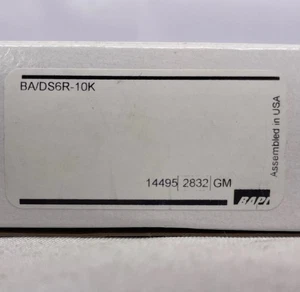 BA/DS6R-10K
Assembled in USA
14495 2832 GM
BAPI